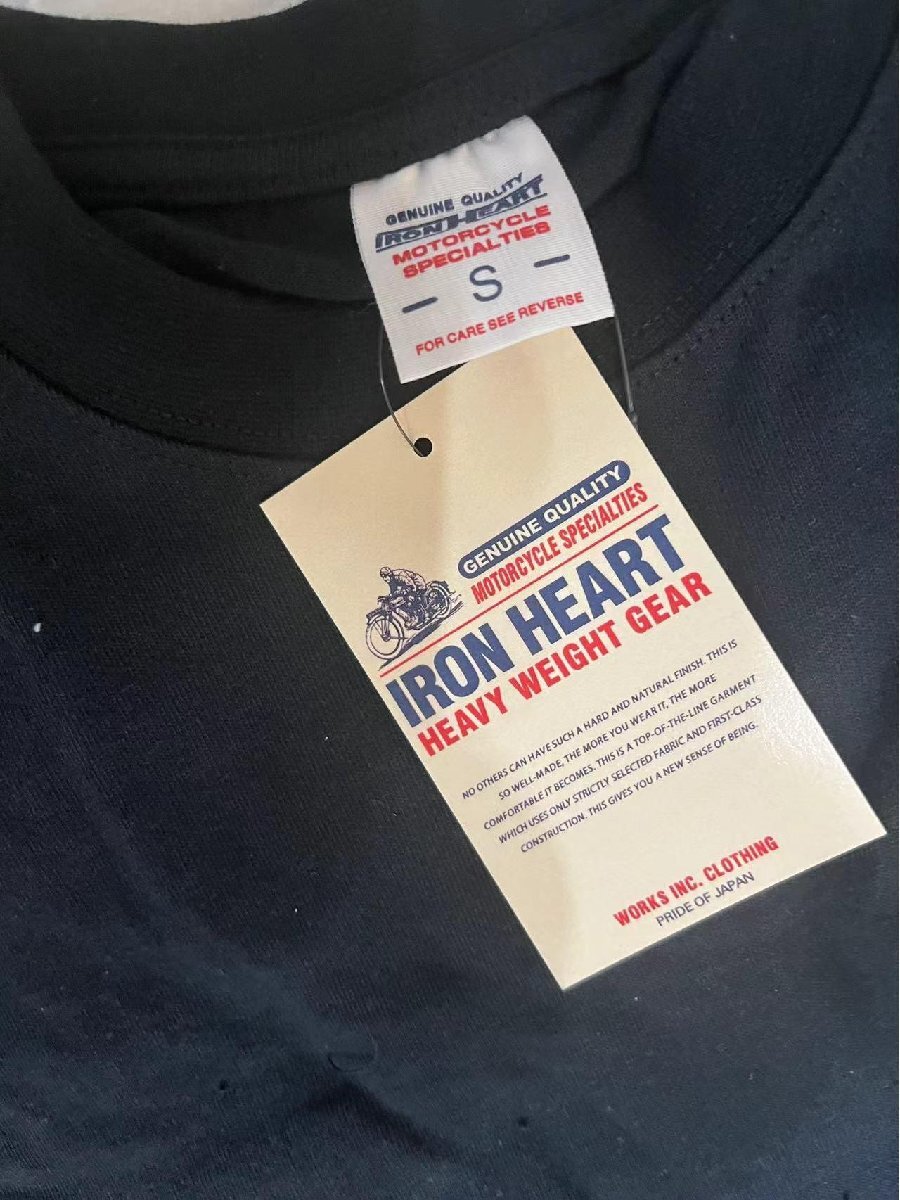 GENUINE QUALITY
IRON HEART
MOTORCYCLE
SPECIALTIES
- S -
FOR CARE SEE REVERSE
GENUINE QUALITY
MOTORCYCLE SPECIALTIES
IRON HEART
HEAVY WEIGHT GEAR
NO OTHERS CAN HAVE SUCH A HARD AND NATURAL FINISH. THIS IS
SO WELL-MADE, THE MORE YOU WEAR IT, THE MORE
COMFORTABLE IT BECOMES. THIS IS A TOP-OF-THE-LINE GARMENT
WHICH USES ONLY STRICTLY SELECTED FABRIC AND FIRST-CLASS
CONSTRUCTION. THIS GIVES YOU A NEW SENSE OF BEING.
WORKS INC. CLOTHING
PRIDE OF JAPAN